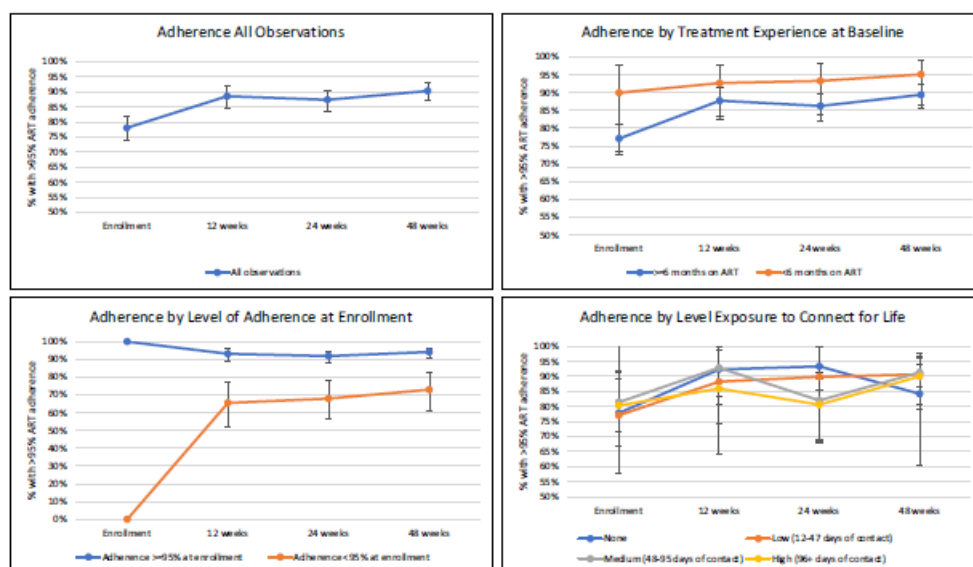 Adherence All Observations
% with >95% ART adherence
100%
95%
90%
85%
80%
75%
70%
65%
60%
55%
50%
Enrollment 12 weeks 24 weeks 48 weeks
All observations
Adherence by Treatment Experience at Baseline
% with >95% ART adherence
100%
95%
90%
85%
80%
75%
70%
65%
60%
55%
50%
Enrollment 12 weeks 24 weeks 48 weeks
>=6 months on ART <6 months on ART
Adherence by Level of Adherence at Enrollment
% with >95% ART adherence
100%
90%
80%
70%
60%
50%
40%
30%
20%
10%
0%
Enrollment 12 weeks 24 weeks 48 weeks
Adherence >=95% at enrollment Adherence <95% at enrollment
Adherence by Level Exposure to Connect for Life
% with >95% ART adherence
100%
95%
90%
85%
80%
75%
70%
65%
60%
55%
50%
Enrollment 12 weeks 24 weeks 48 weeks
None Low (12-47 days of contact)
Medium (48-95 days of contact) High (96+ days of contact)